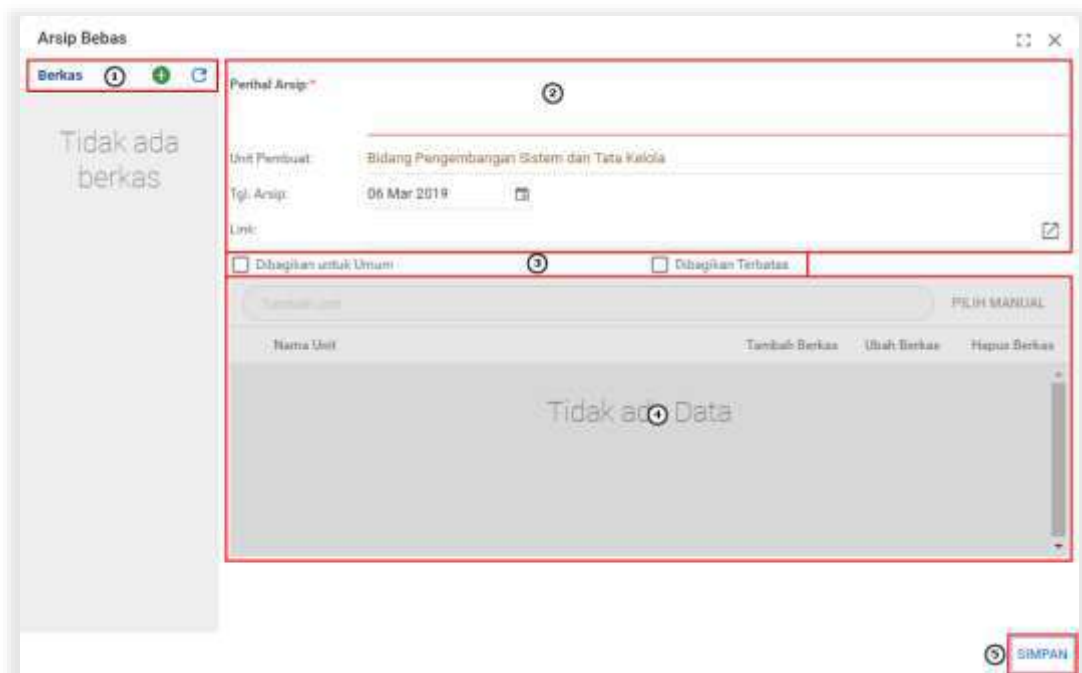 Arsip Bebas
Berkas ①
Tidak ada
berkas
Perihal Arsip:*
②
Unit Pembuat: Bidang Pengembangan Sistem dan Tata Kelola
Tgl. Arsip: 06 Mar 2019
Link:
Dibagikan untuk Umum ③ Dibagikan Terbatas
Tambah unit PILIH MANUAL
Nama Unit Tambah Berkas Ubah Berkas Hapus Berkas
Tidak ada Data
④
⑤ SIMPAN